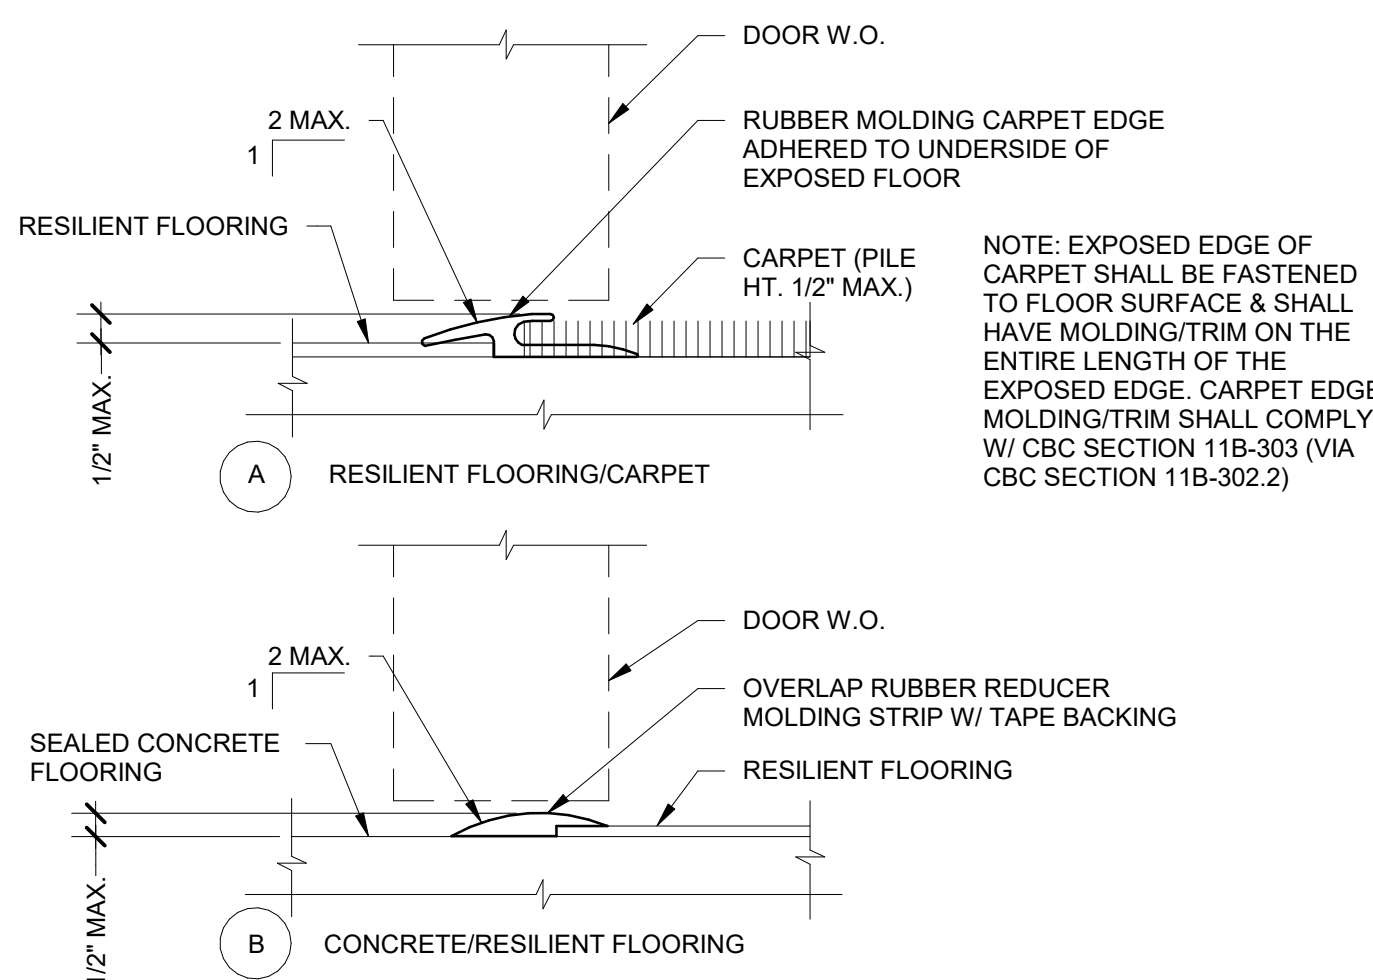 DOOR W.O.
2 MAX.
1
RUBBER MOLDING CARPET EDGE
ADHERED TO UNDERSIDE OF
EXPOSED FLOOR
RESILIENT FLOORING
CARPET (PILE
HT. 1/2" MAX.)
NOTE: EXPOSED EDGE OF
CARPET SHALL BE FASTENED
TO FLOOR SURFACE & SHALL
HAVE MOLDING/TRIM ON THE
ENTIRE LENGTH OF THE
EXPOSED EDGE. CARPET EDGE
MOLDING/TRIM SHALL COMPLY
W/ CBC SECTION 11B-303 (VIA
CBC SECTION 11B-302.2)
1/2" MAX.
A
RESILIENT FLOORING/CARPET
DOOR W.O.
2 MAX.
1
OVERLAP RUBBER REDUCER
MOLDING STRIP W/ TAPE BACKING
SEALED CONCRETE
FLOORING
RESILIENT FLOORING
1/2" MAX.
B
CONCRETE/RESILIENT FLOORING